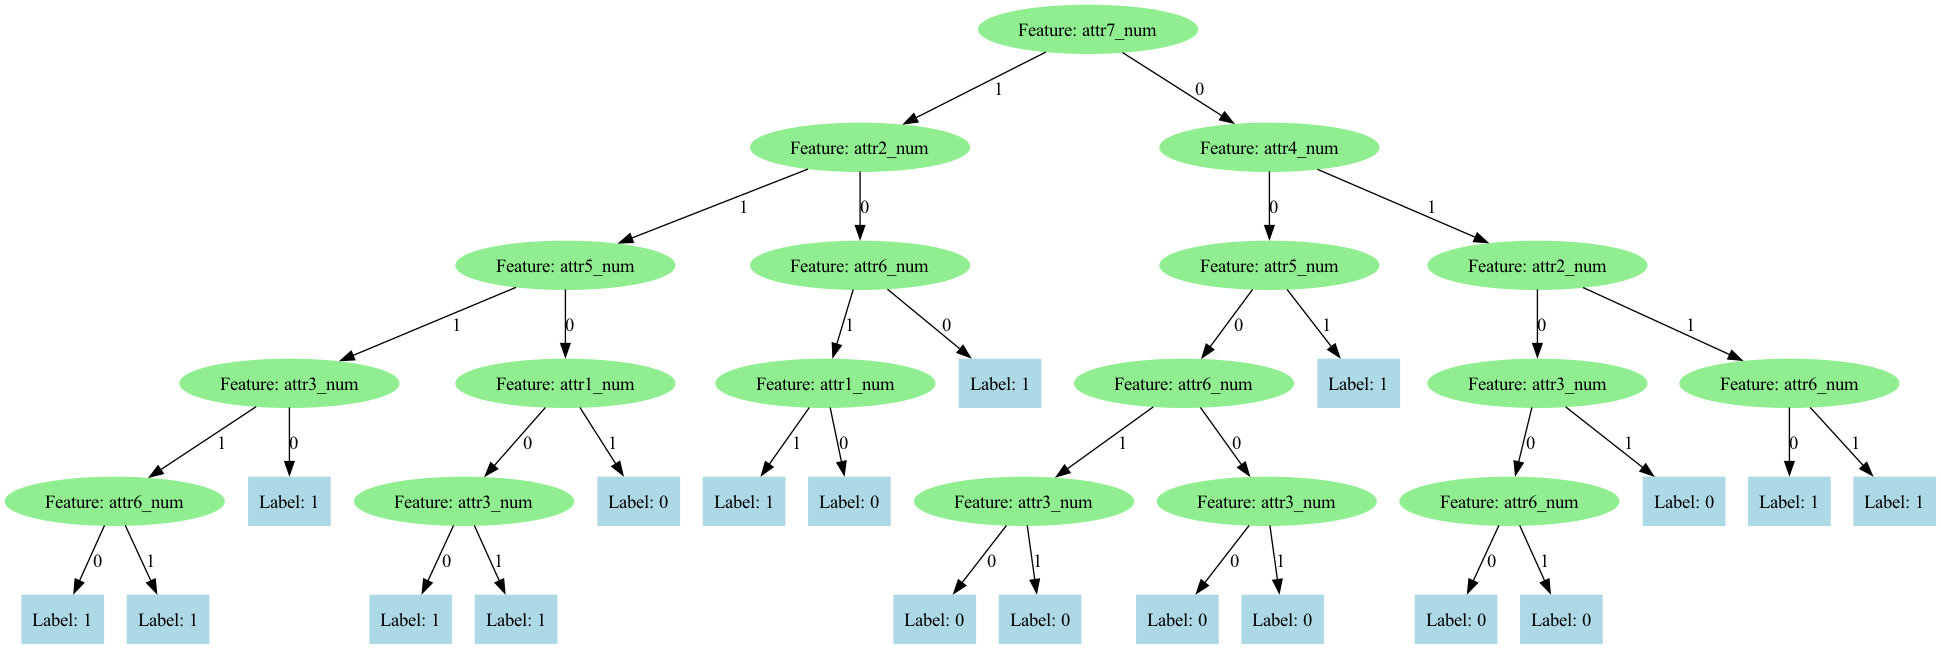 Feature: attr7_num
1
0
Feature: attr2_num
Feature: attr4_num
1
0
0
1
Feature: attr5_num
Feature: attr6_num
Feature: attr5_num
Feature: attr2_num
1
0
1
0
0
1
0
1
Feature: attr3_num
Feature: attr1_num
Feature: attr1_num
Label: 1
Feature: attr6_num
Label: 1
Feature: attr3_num
Feature: attr6_num
1
0
0
1
1
0
1
0
0
1
0
1
Feature: attr6_num
Label: 1
Feature: attr3_num
Label: 0
Label: 1
Label: 0
Feature: attr3_num
Feature: attr3_num
Feature: attr6_num
Label: 0
Label: 1
Label: 1
0
1
0
1
0
1
0
1
0
1
Label: 1
Label: 1
Label: 1
Label: 1
Label: 0
Label: 0
Label: 0
Label: 0
Label: 0
Label: 0